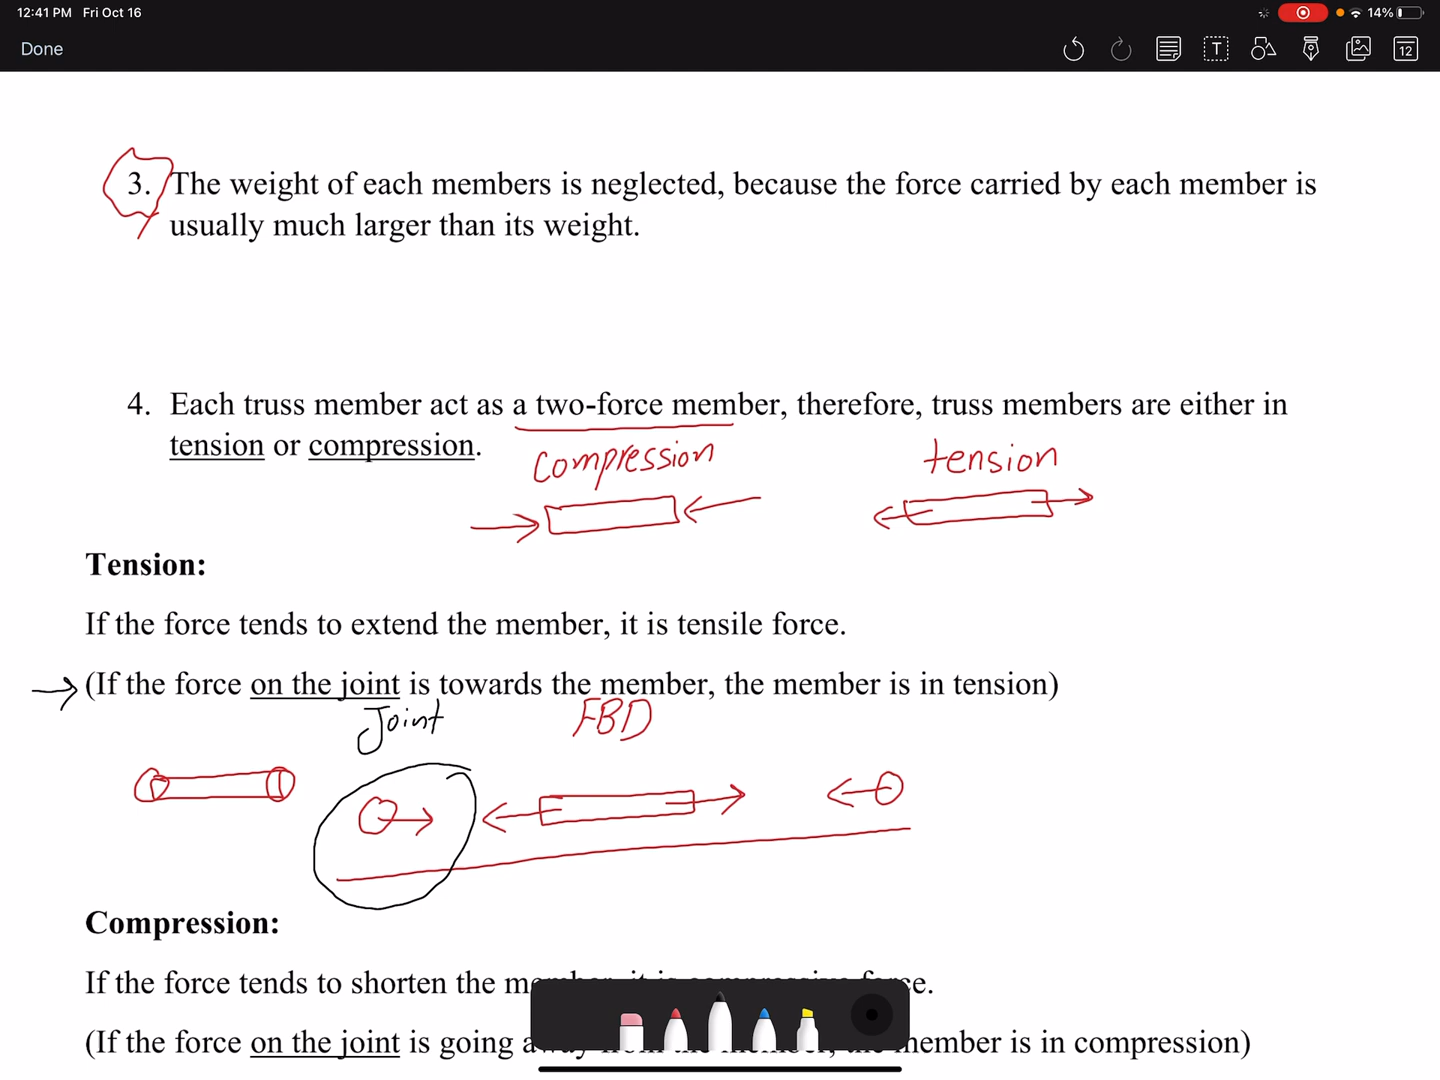 12:41 PM Fri Oct 16
14%
Done
T
12
3. The weight of each members is neglected, because the force carried by each member is
usually much larger than its weight.
4. Each truss member act as a two-force member, therefore, truss members are either in
tension or compression.
compression
tension
Tension:
If the force tends to extend the member, it is tensile force.
(If the force on the joint is towards the member, the member is in tension)
Joint
FBD
Compression:
If the force tends to shorten the
(If the force on the joint is going member is in compression)